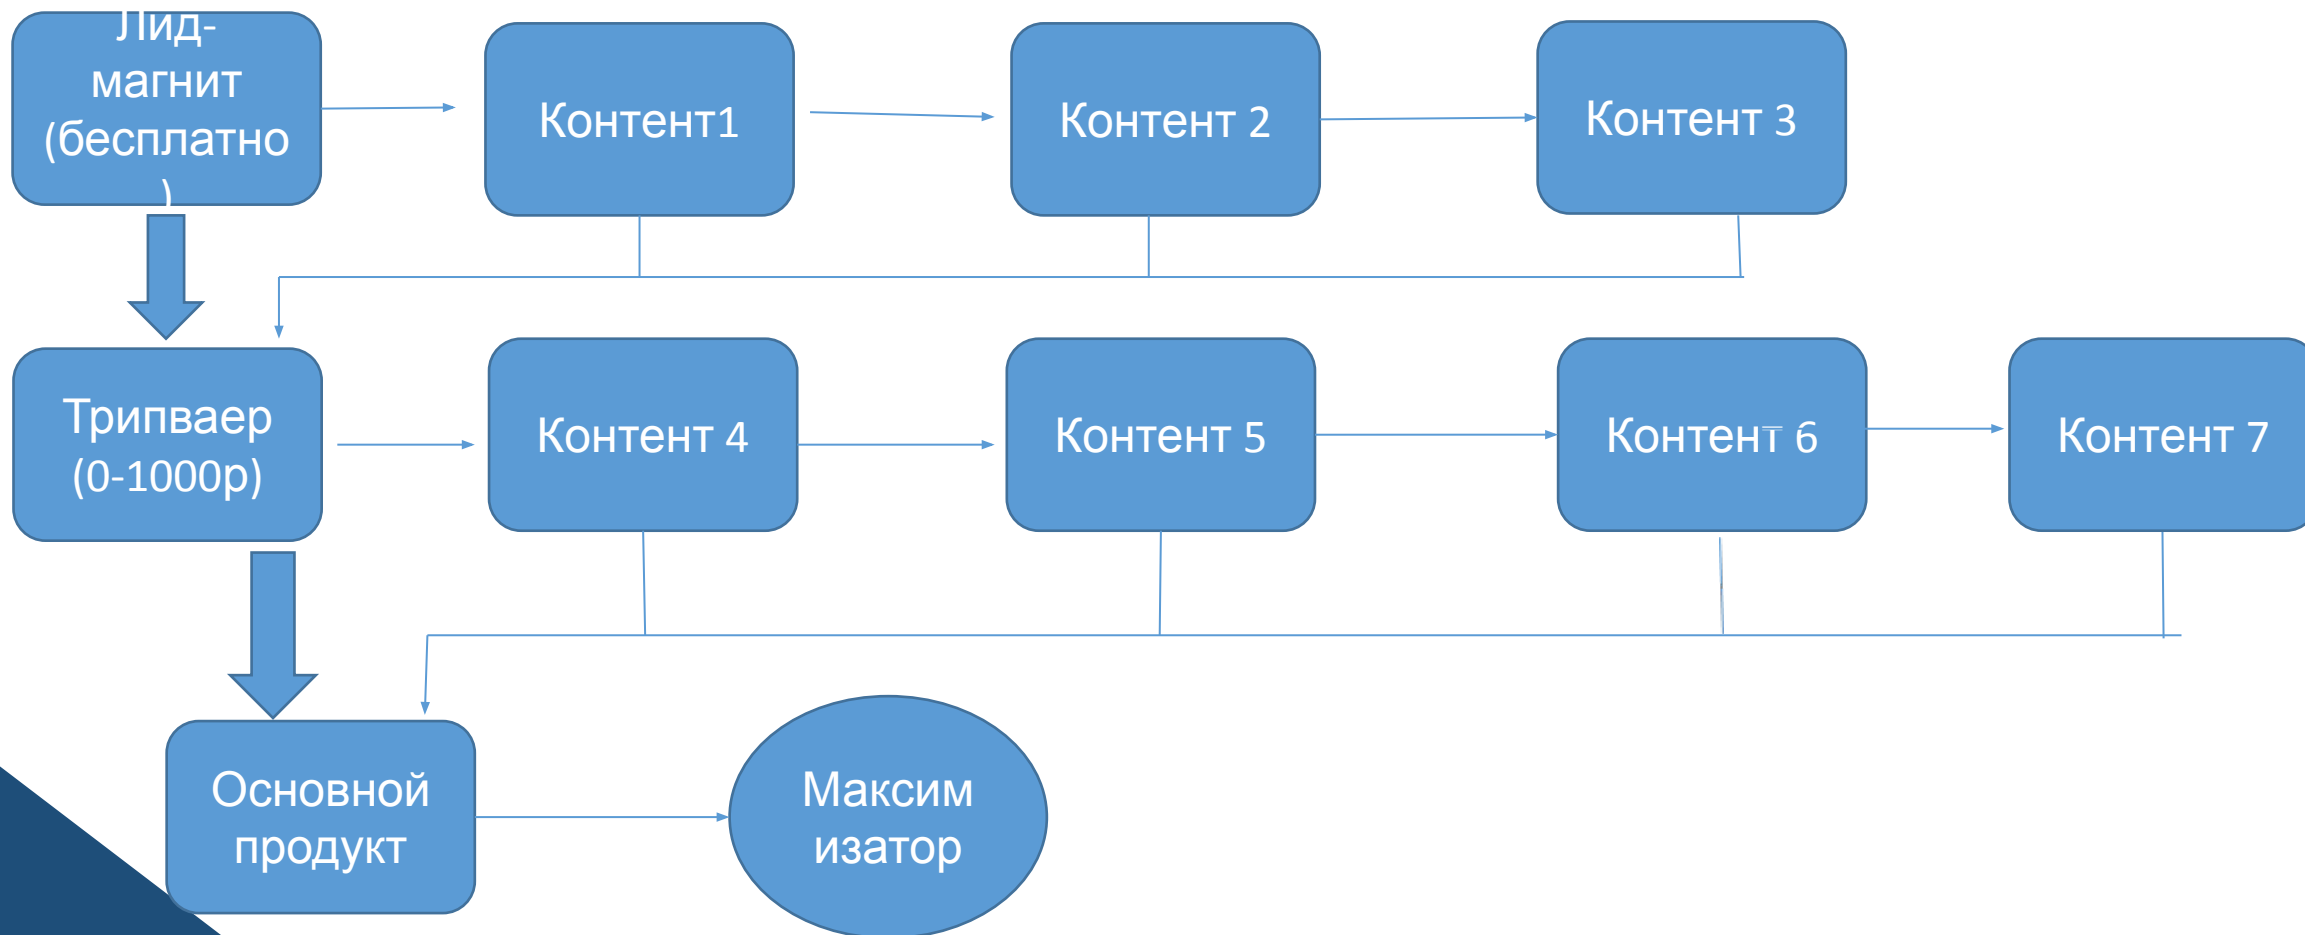 Лид-
магнит
(бесплатно
)
Контент1
Контент 2
Контент 3
Трипваер
(0-1000р)
Контент 4
Контент 5
Контент 6
Контент 7
Основной
продукт
Максим
изатор